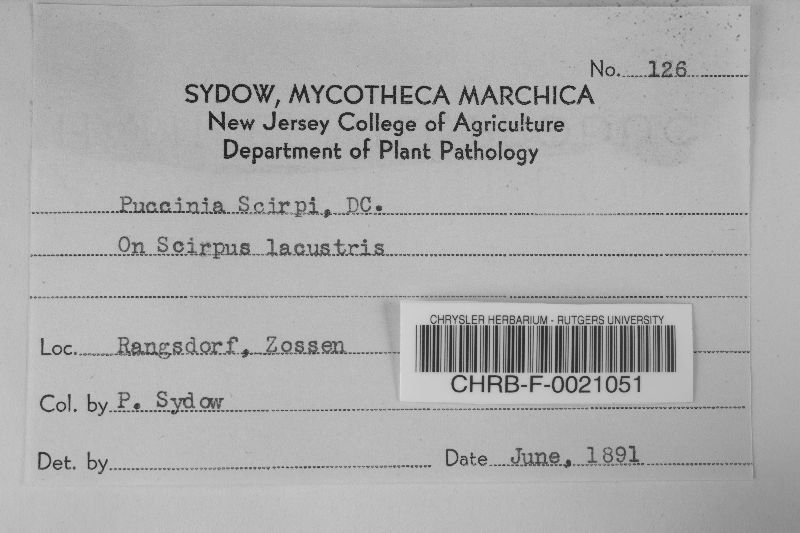 No. 126
SYDOW, MYCOTHECA MARCHICA
New Jersey College of Agriculture
Department of Plant Pathology
Puccinia Scirpi, DC.
On Scirpus lacustris
Loc. Rangsdorf, Zossen
CHRYSLER HERBARIUM - RUTGERS UNIVERSITY
CHRB-F-0021051
Col. by P. Sydow
Det. by
Date June, 1891